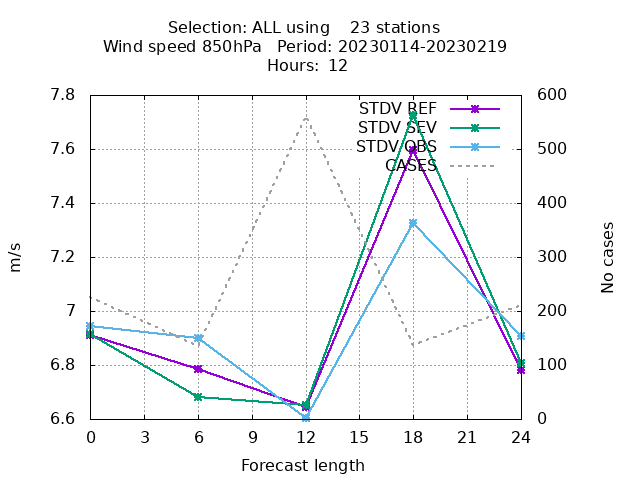 Selection: ALL using    23 stations
Wind speed 850hPa   Period: 20230114-20230219
Hours:  12
7.8
7.6
7.4
7.2
7
6.8
6.6
600
500
400
300
200
100
0
STDV REF
STDV SEV
STDV OBS
CASES
m/s
No cases
0 3 6 9 12 15 18 21 24
Forecast length